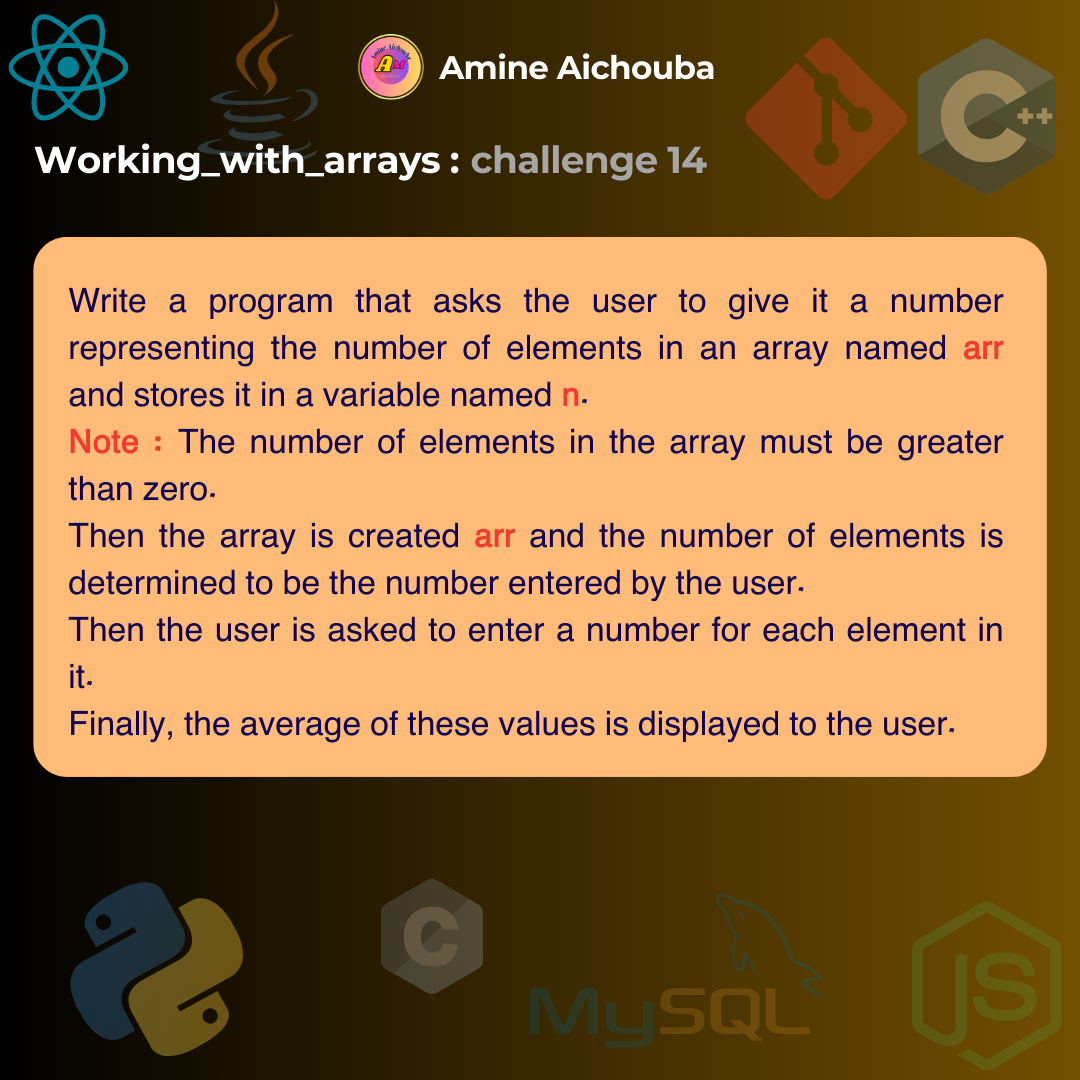 Amine Aichouba
Amine Aichouba
AM
C++
Working_with_arrays : challenge 14
Write a program that asks the user to give it a number
representing the number of elements in an array named arr
and stores it in a variable named n.
Note : The number of elements in the array must be greater
than zero.
Then the array is created arr and the number of elements is
determined to be the number entered by the user.
Then the user is asked to enter a number for each element in
it.
Finally, the average of these values is displayed to the user.
C
MySQL
JS